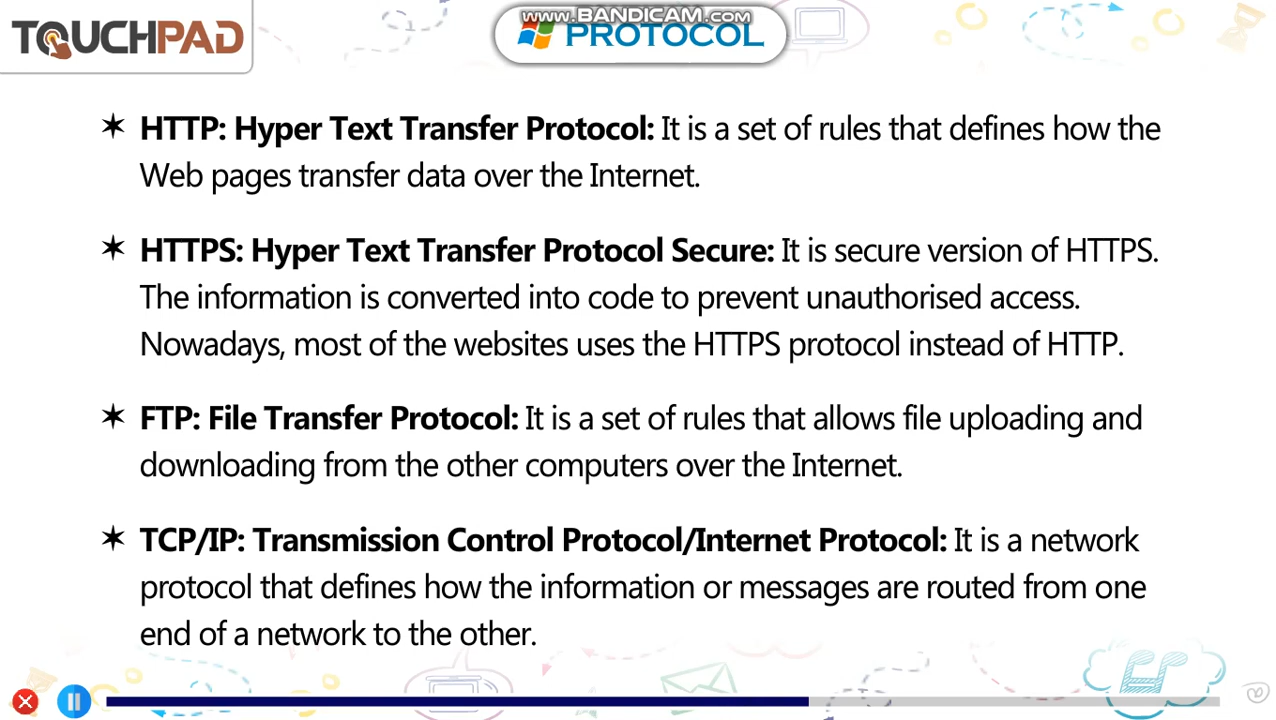 TOUCHPAD
www.BANDICAM.com
PROTOCOL
✶ HTTP: Hyper Text Transfer Protocol: It is a set of rules that defines how the
Web pages transfer data over the Internet.
✶ HTTPS: Hyper Text Transfer Protocol Secure: It is secure version of HTTPS.
The information is converted into code to prevent unauthorised access.
Nowadays, most of the websites uses the HTTPS protocol instead of HTTP.
✶ FTP: File Transfer Protocol: It is a set of rules that allows file uploading and
downloading from the other computers over the Internet.
✶ TCP/IP: Transmission Control Protocol/Internet Protocol: It is a network
protocol that defines how the information or messages are routed from one
end of a network to the other.